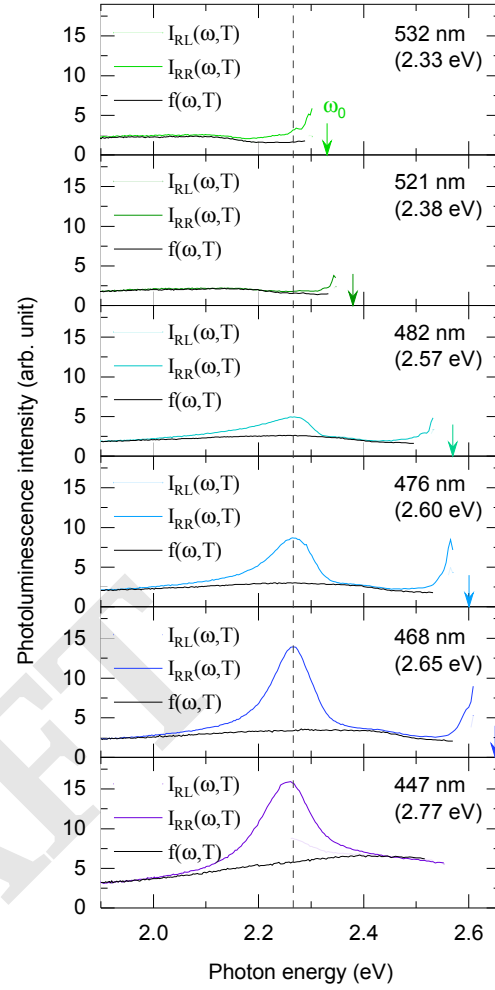 15
10
5
0
I_RL(ω,T)
I_RR(ω,T)
f(ω,T)
532 nm
(2.33 eV)
ω_0
15
10
5
0
I_RL(ω,T)
I_RR(ω,T)
f(ω,T)
521 nm
(2.38 eV)
15
10
5
0
I_RL(ω,T)
I_RR(ω,T)
f(ω,T)
482 nm
(2.57 eV)
15
10
5
0
I_RL(ω,T)
I_RR(ω,T)
f(ω,T)
476 nm
(2.60 eV)
15
10
5
0
I_RL(ω,T)
I_RR(ω,T)
f(ω,T)
468 nm
(2.65 eV)
15
10
5
0
I_RL(ω,T)
I_RR(ω,T)
f(ω,T)
447 nm
(2.77 eV)
2.0 2.2 2.4 2.6
Photon energy (eV)
Photoluminescence intensity (arb. unit)